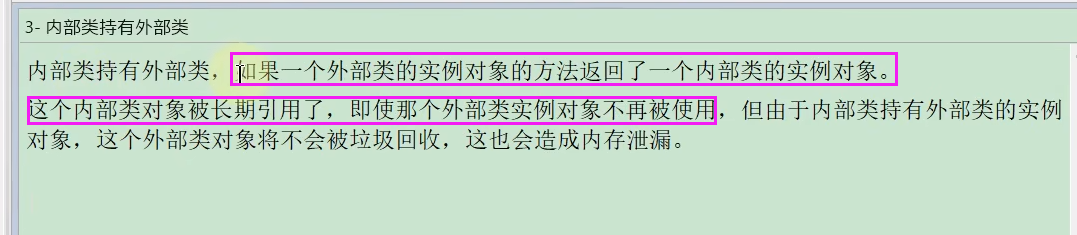 3- 内部类持有外部类
内部类持有外部类，如果一个外部类的实例对象的方法返回了一个内部类的实例对象。
这个内部类对象被长期引用了，即使那个外部类实例对象不再被使用，但由于内部类持有外部类的实例
对象，这个外部类对象将不会被垃圾回收，这也会造成内存泄漏。